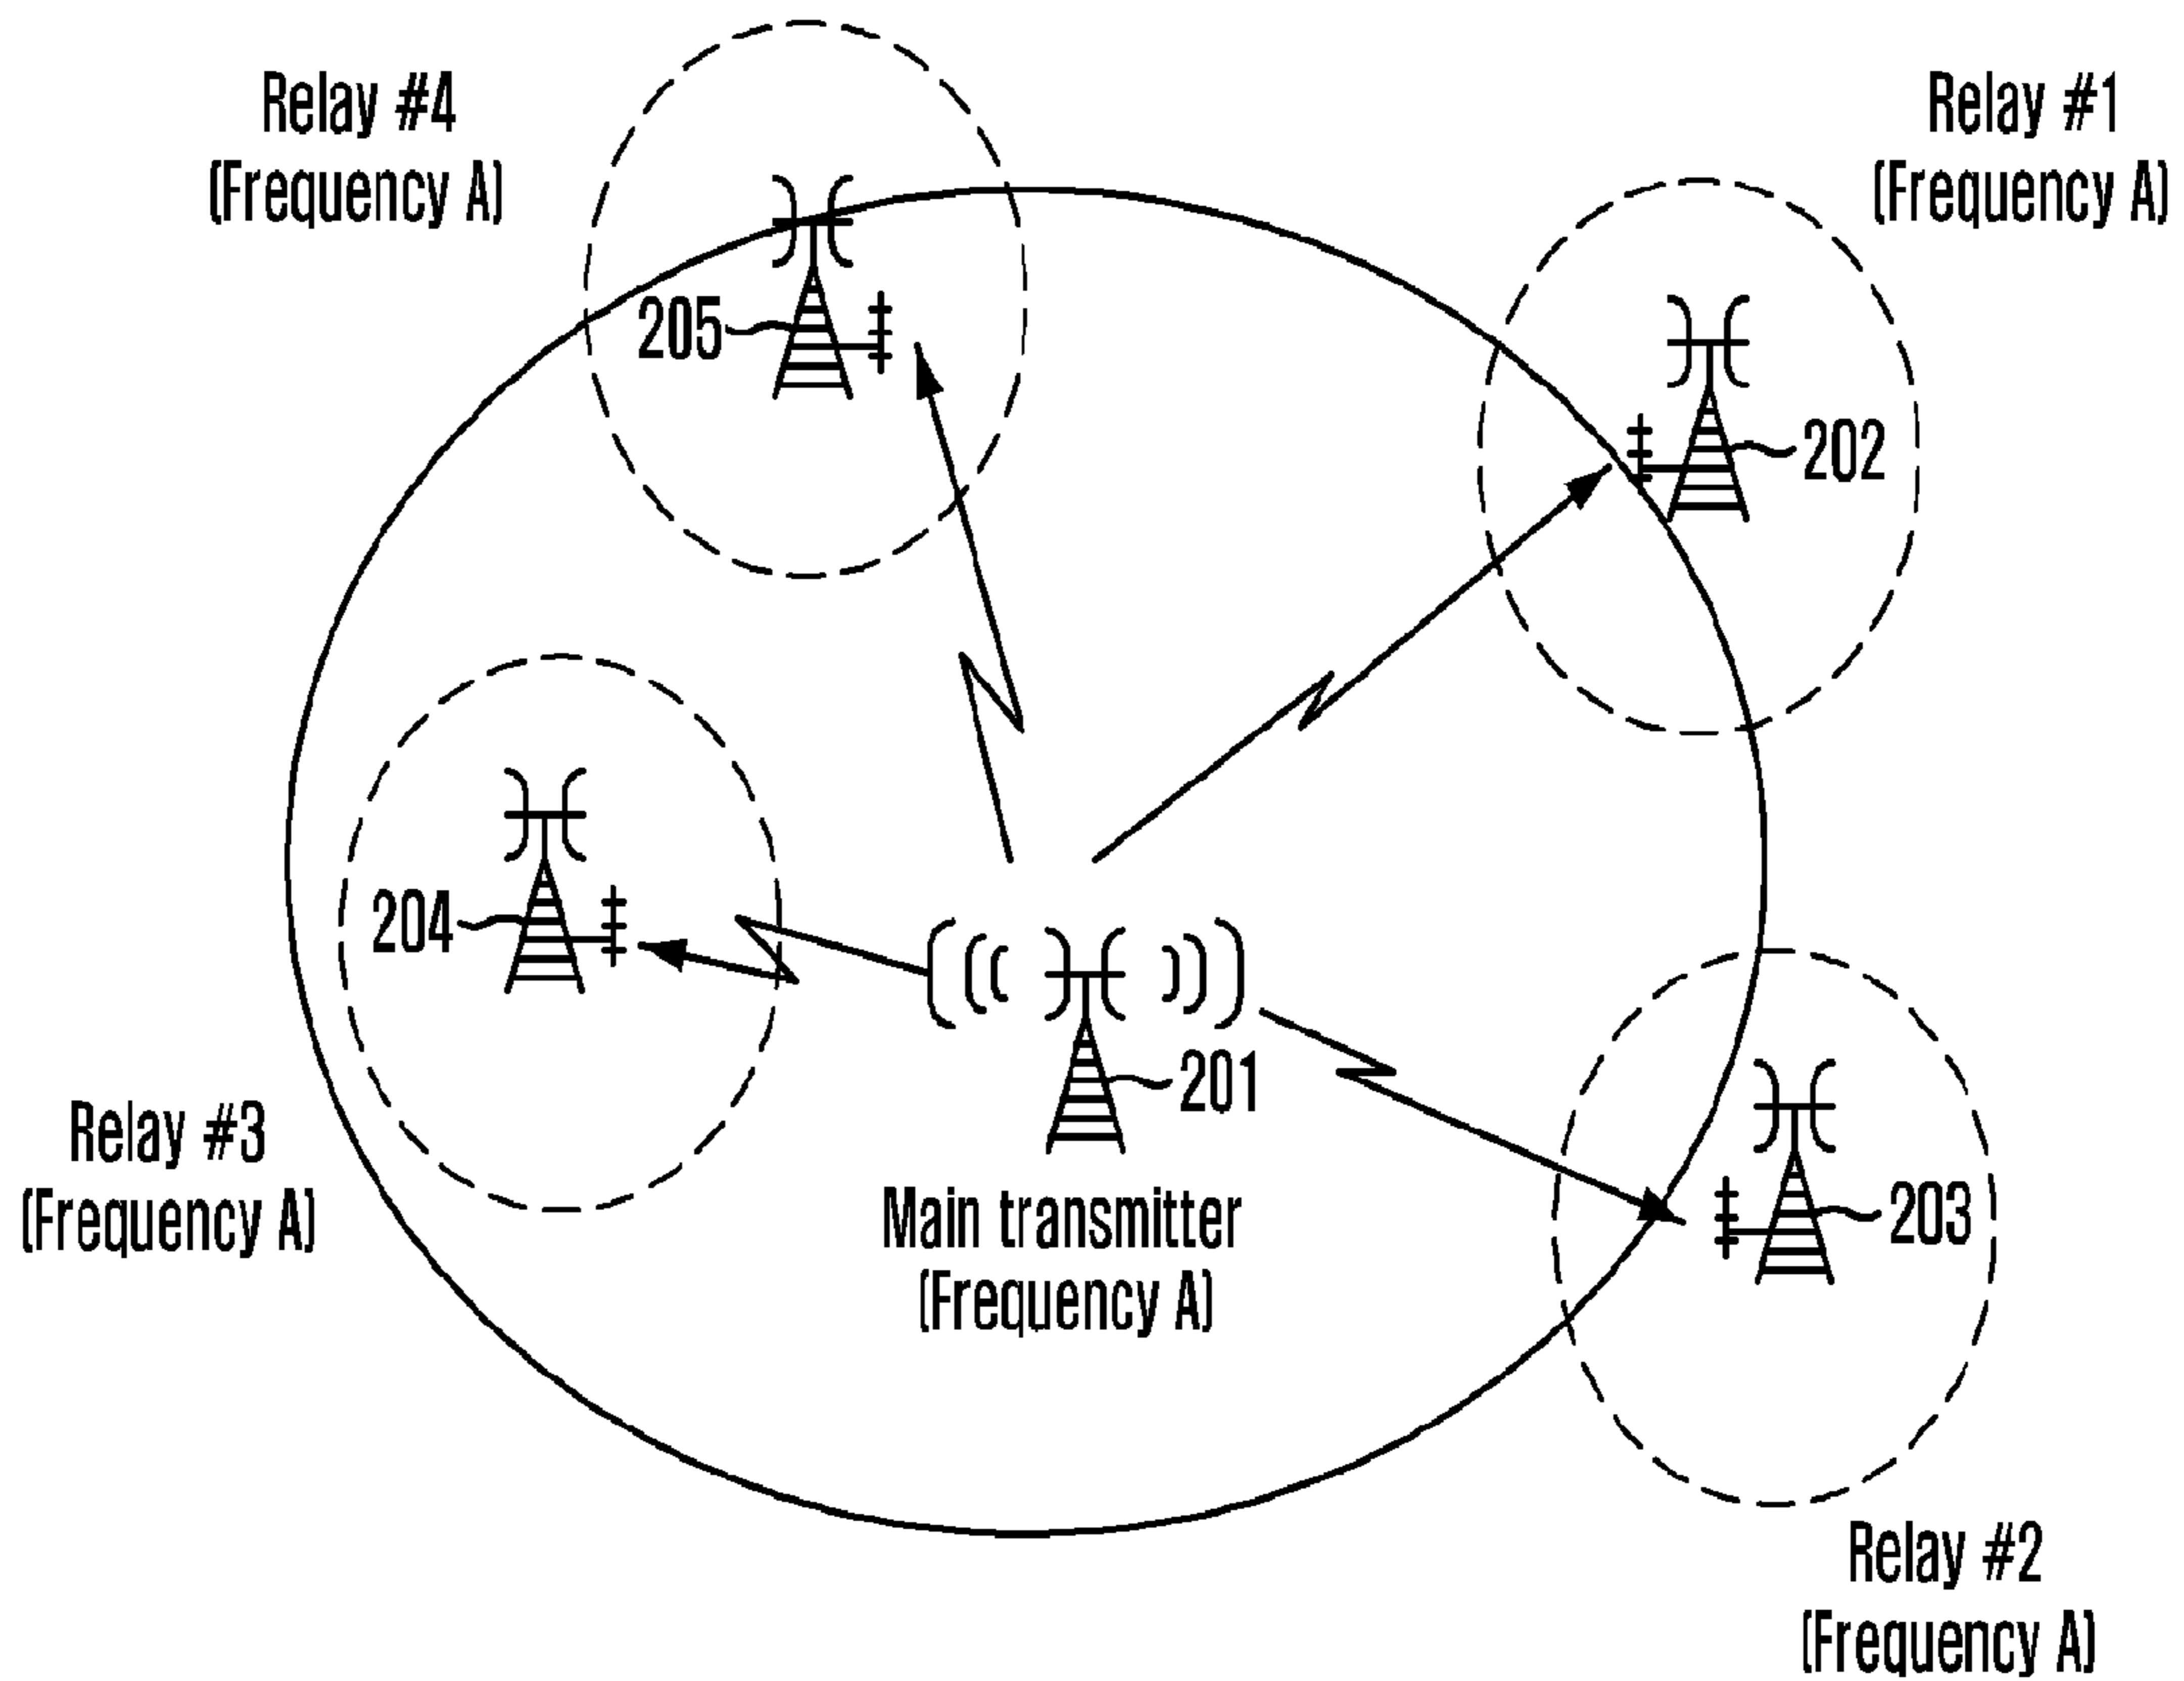 Relay #4
(Frequency A)
Relay #1
(Frequency A)
205
202
204
201
Relay #3
(Frequency A)
Main transmitter
(Frequency A)
203
Relay #2
(Frequency A)